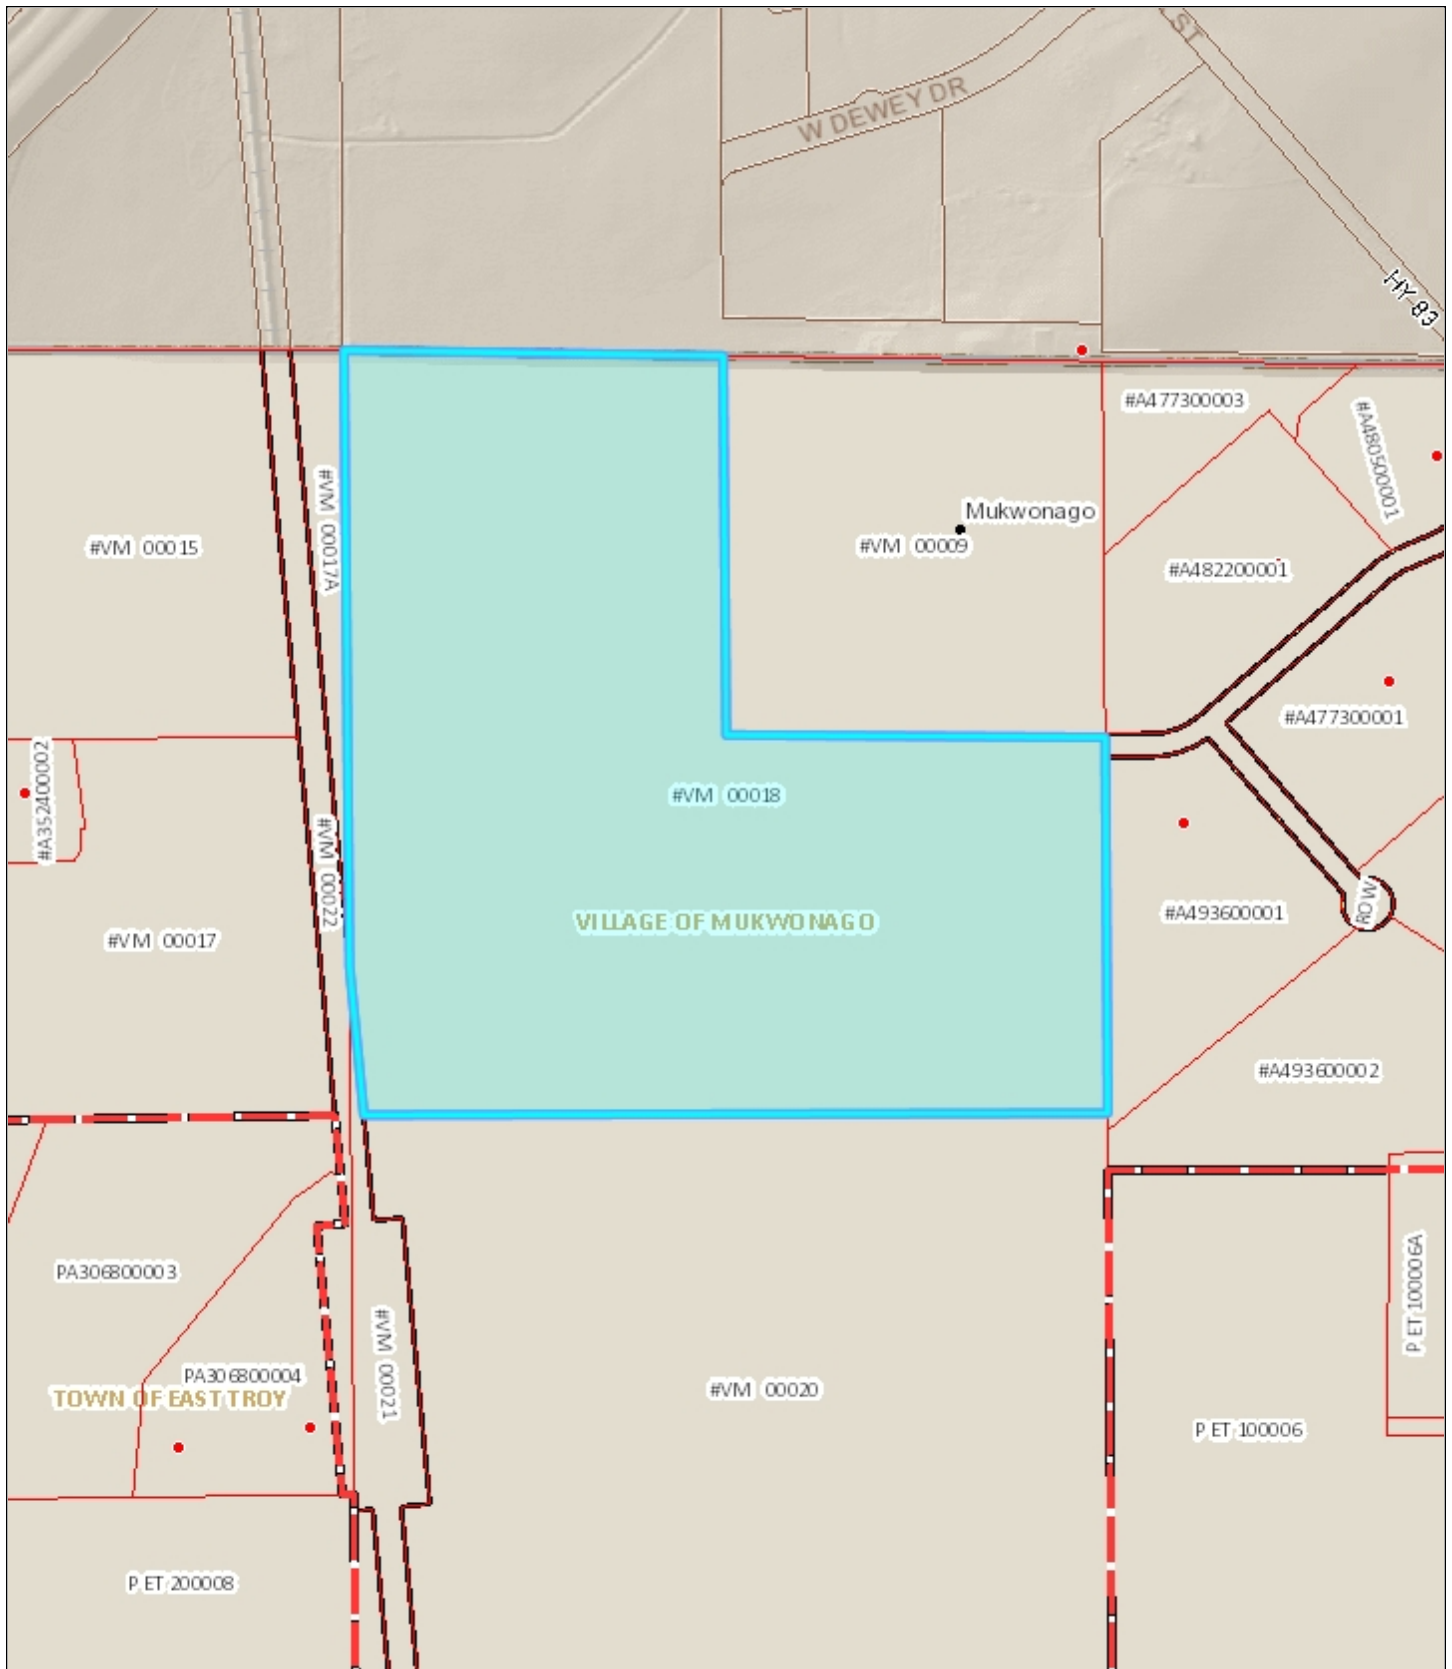 ST
W DEWEY DR
HY 83
#A477300003
#A480500001
#VM 00017A
Mukwonago
#VM 00015
#VM 00009
#A482200001
#A477300001
#A352400002
#VM 00018
#VM 00022
ROW
#A493600001
VILLAGE OF MUKWONAGO
#VM 00017
#A493600002
PA306800003
P ET 100006A
#VM 00021
PA306800004
#VM 00020
TOWN OF EAST TROY
P ET 100006
P ET 200008